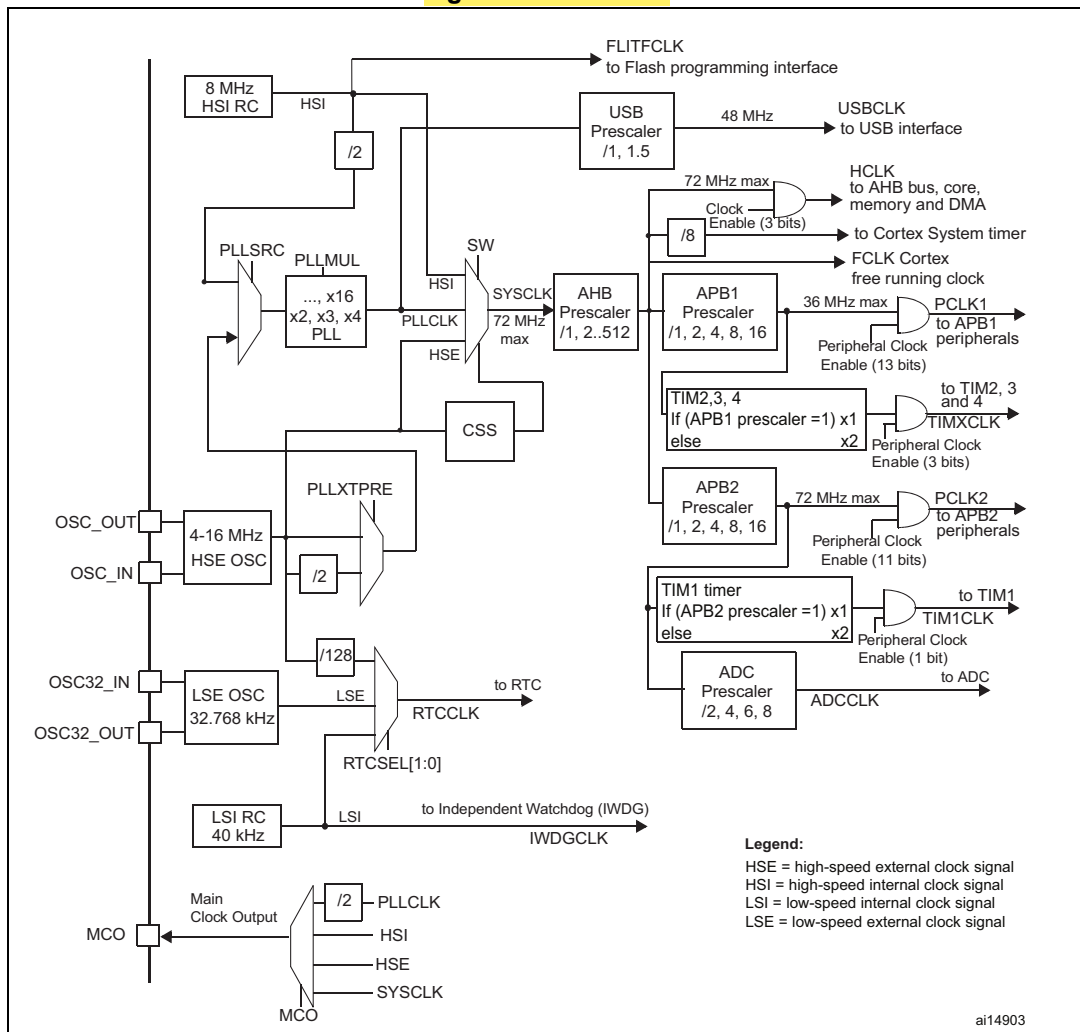 FLITFCLK
to Flash programming interface
8 MHz
HSI RC
HSI
/2
USB
Prescaler
/1, 1.5
48 MHz
USBCLK
to USB interface
72 MHz max
HCLK
to AHB bus, core,
memory and DMA
Clock
Enable (3 bits)
/8
to Cortex System timer
FCLK Cortex
free running clock
PLLSRC
PLLMUL
..., x16
x2, x3, x4
PLL
SW
HSI
PLLCLK
HSE
SYSCLK
72 MHz
max
AHB
Prescaler
/1, 2..512
APB1
Prescaler
/1, 2, 4, 8, 16
36 MHz max
PCLK1
to APB1
peripherals
Peripheral Clock
Enable (13 bits)
TIM2,3, 4
If (APB1 prescaler =1) x1
else x2
to TIM2, 3
and 4
TIMXCLK
Peripheral Clock
Enable (3 bits)
CSS
APB2
Prescaler
/1, 2, 4, 8, 16
72 MHz max
PCLK2
to APB2
peripherals
Peripheral Clock
Enable (11 bits)
TIM1 timer
If (APB2 prescaler =1) x1
else x2
to TIM1
TIM1CLK
Peripheral Clock
Enable (1 bit)
ADC
Prescaler
/2, 4, 6, 8
to ADC
ADCCLK
PLLXTPRE
OSC_OUT
OSC_IN
4-16 MHz
HSE OSC
/2
/128
OSC32_IN
OSC32_OUT
LSE OSC
32.768 kHz
LSE
to RTC
RTCCLK
RTCSEL[1:0]
LSI RC
40 kHz
LSI
to Independent Watchdog (IWDG)
IWDGCLK
Main
Clock Output
MCO
/2
PLLCLK
HSI
HSE
SYSCLK
MCO
Legend:
HSE = high-speed external clock signal
HSI = high-speed internal clock signal
LSI = low-speed internal clock signal
LSE = low-speed external clock signal
ai14903